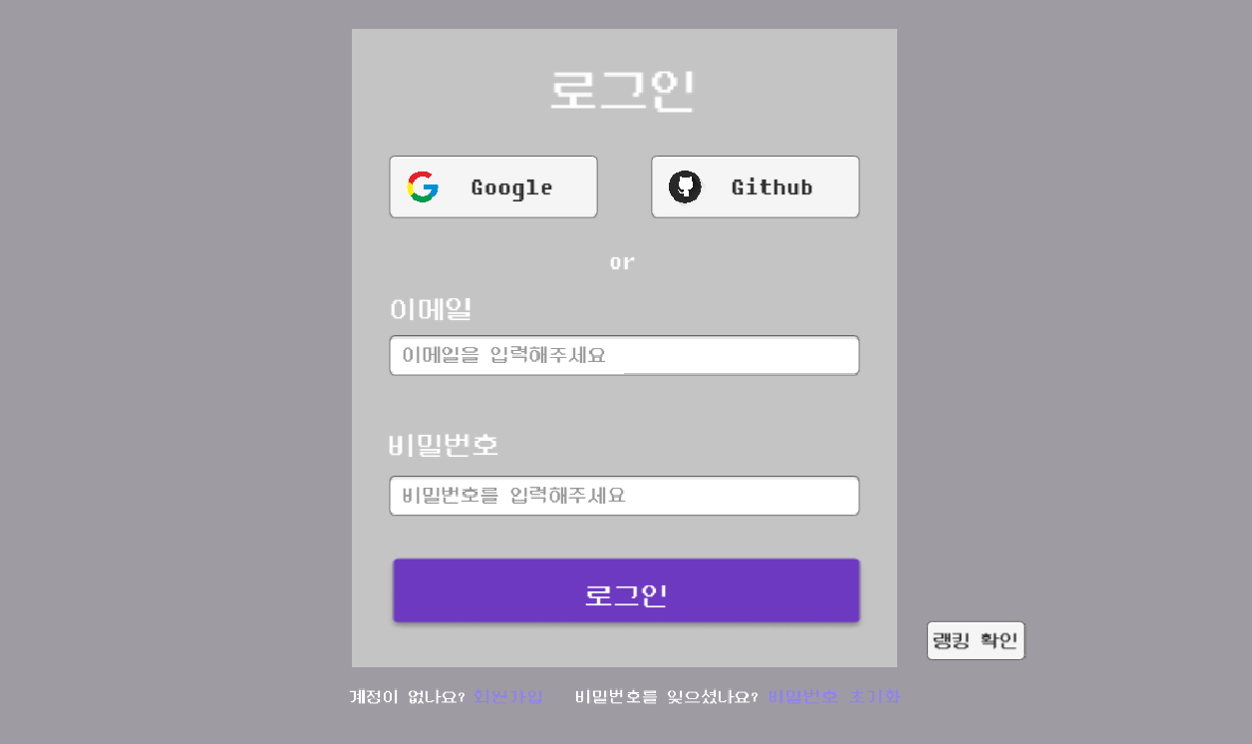 로그인
Google Github
or
이메일
이메일을 입력해주세요
비밀번호
비밀번호를 입력해주세요
로그인
랭킹 확인
계정이 없나요? 회원가입 비밀번호를 잊으셨나요? 비밀번호 초기화